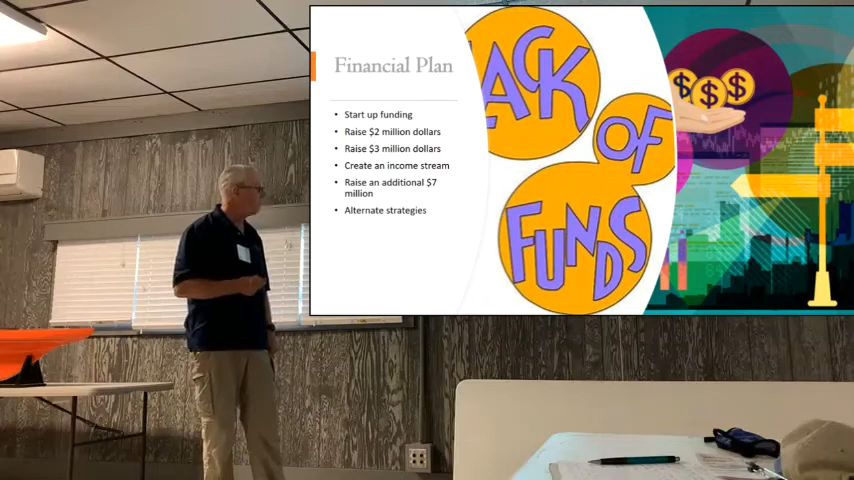 Financial Plan
• Start up funding
• Raise $2 million dollars
• Raise $3 million dollars
• Create an income stream
• Raise an additional $7
million
• Alternate strategies
LACK
OF
FUNDS
$ $ $